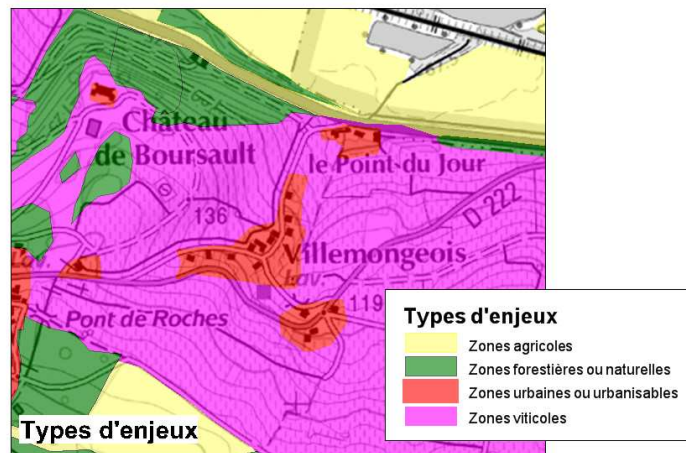 Château
de Boursault
le Point du Jour
136
D 222
Villemongeois
Lav.
119
Pont de Roches
Types d'enjeux
Types d'enjeux
Zones agricoles
Zones forestières ou naturelles
Zones urbaines ou urbanisables
Zones viticoles